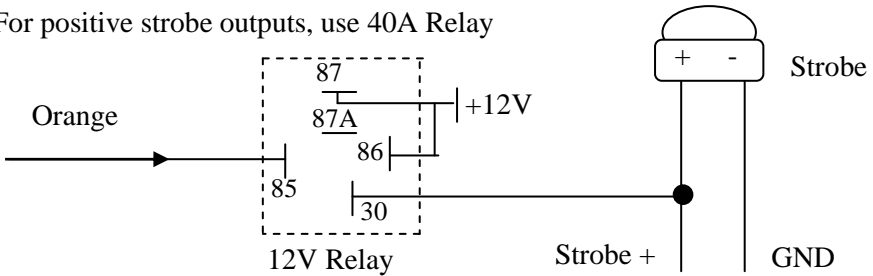 For positive strobe outputs, use 40A Relay
+ -
Strobe
87
+12V
Orange
87A
86
85
30
12V Relay
Strobe +
GND